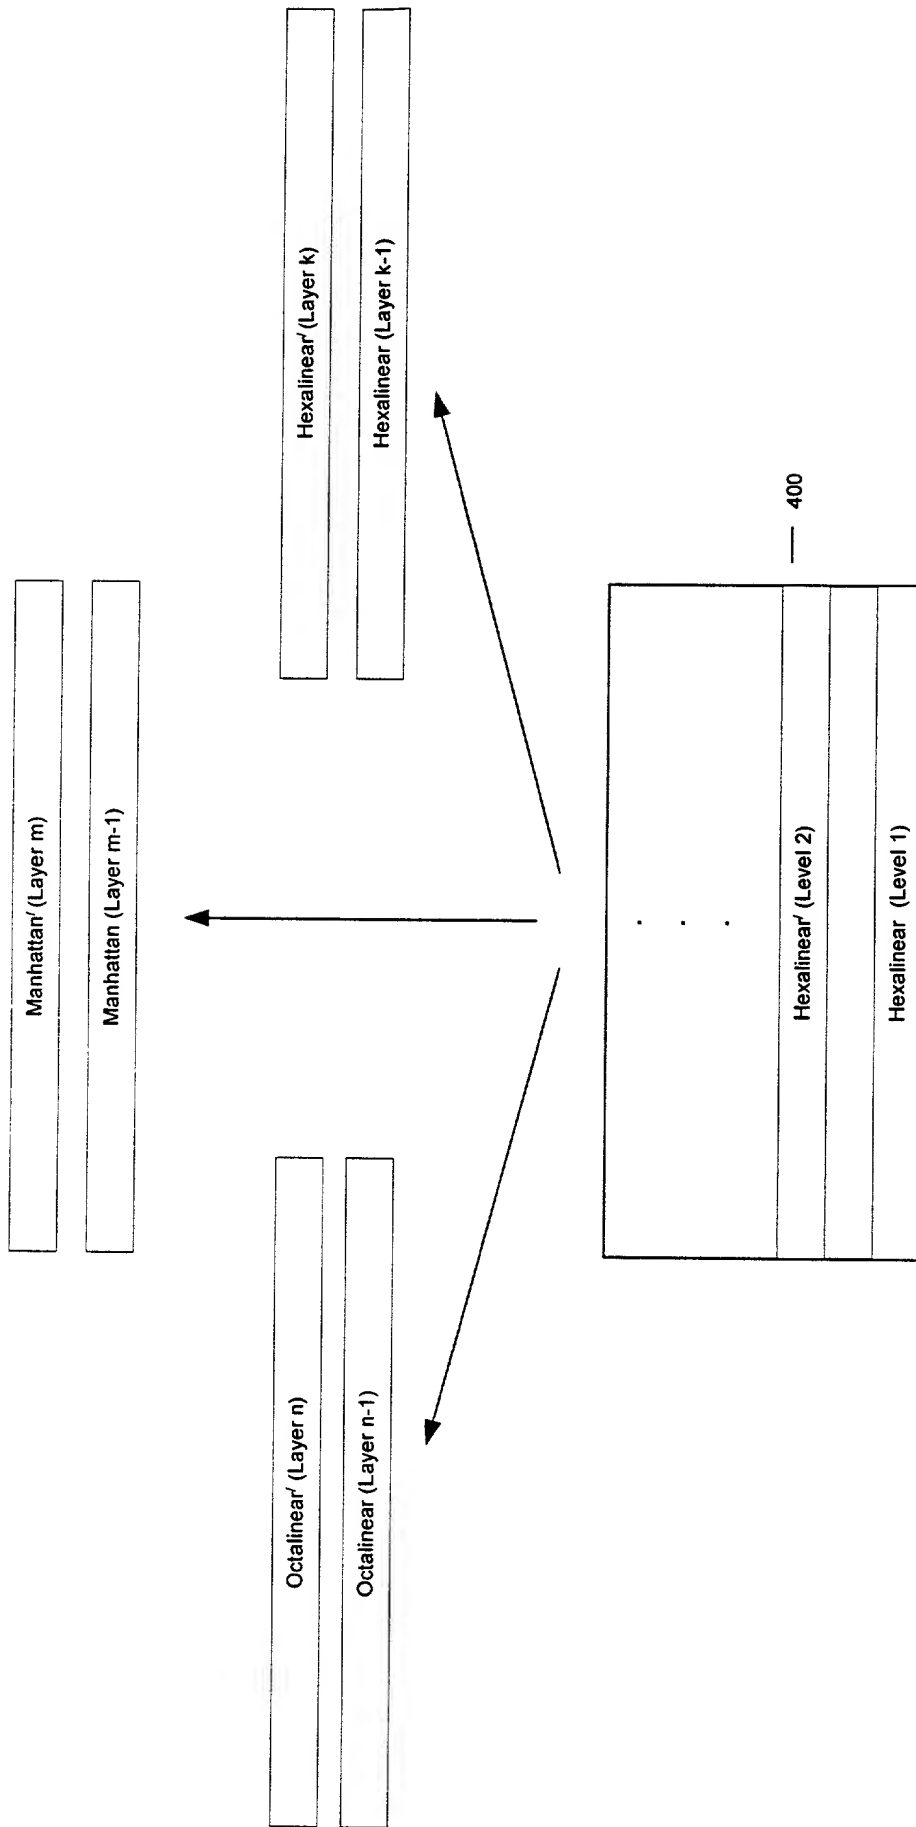 Manhattan' (Layer m)
Manhattan (Layer m-1)
Octalinear' (Layer n)
Octalinear (Layer n-1)
Hexalinear' (Layer k)
Hexalinear (Layer k-1)
. . .
Hexalinear' (Level 2)
400
Hexalinear (Level 1)